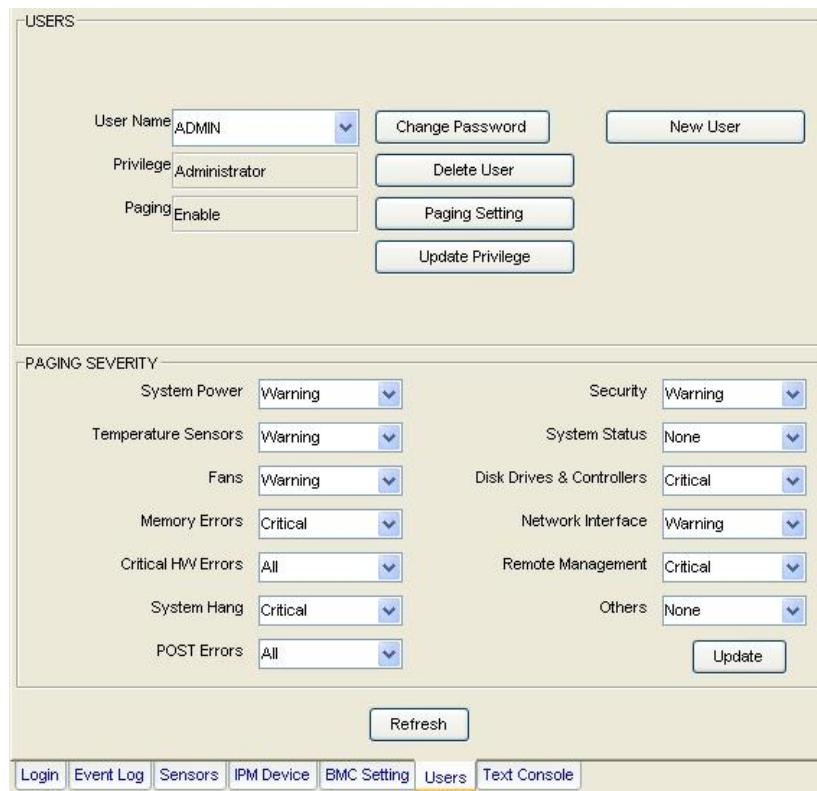 USERS
User Name ADMIN Change Password New User
Privilege Administrator Delete User
Paging Enable Paging Setting
Update Privilege
PAGING SEVERITY
System Power Warning Security Warning
Temperature Sensors Warning System Status None
Fans Warning Disk Drives & Controllers Critical
Memory Errors Critical Network Interface Warning
Critical HW Errors All Remote Management Critical
System Hang Critical Others None
POST Errors All Update
Refresh
Login Event Log Sensors IPM Device BMC Setting Users Text Console